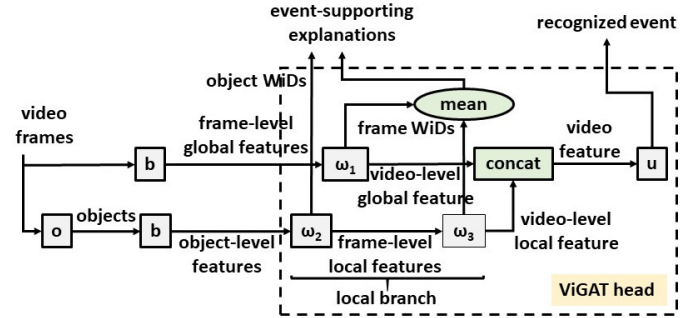 event-supporting
explanations
recognized event
object WiDs
mean
video
frames
frame-level
global features
frame WiDs
video
feature
b
ω1
video-level
global feature
concat
u
objects
o
b
object-level
features
ω2
frame-level
local features
ω3
video-level
local feature
local branch
ViGAT head